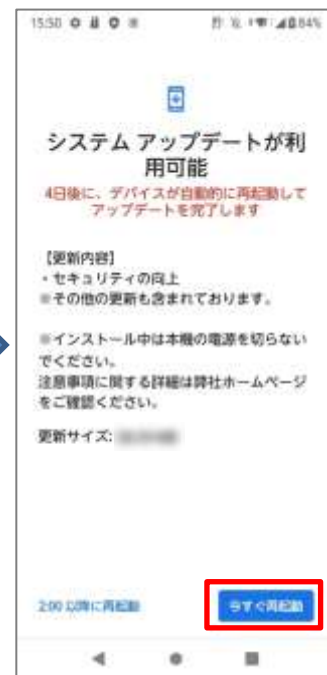 15:50
84%
システム アップデートが利
用可能
4日後に、デバイスが自動的に再起動して
アップデートを完了します
【更新内容】
・セキュリティの向上
※その他の更新も含まれております。
※インストール中は本機の電源を切らない
でください。
注意事項に関する詳細は弊社ホームページ
をご確認ください。
更新サイズ:
2:00 以降に再起動
今すぐ再起動